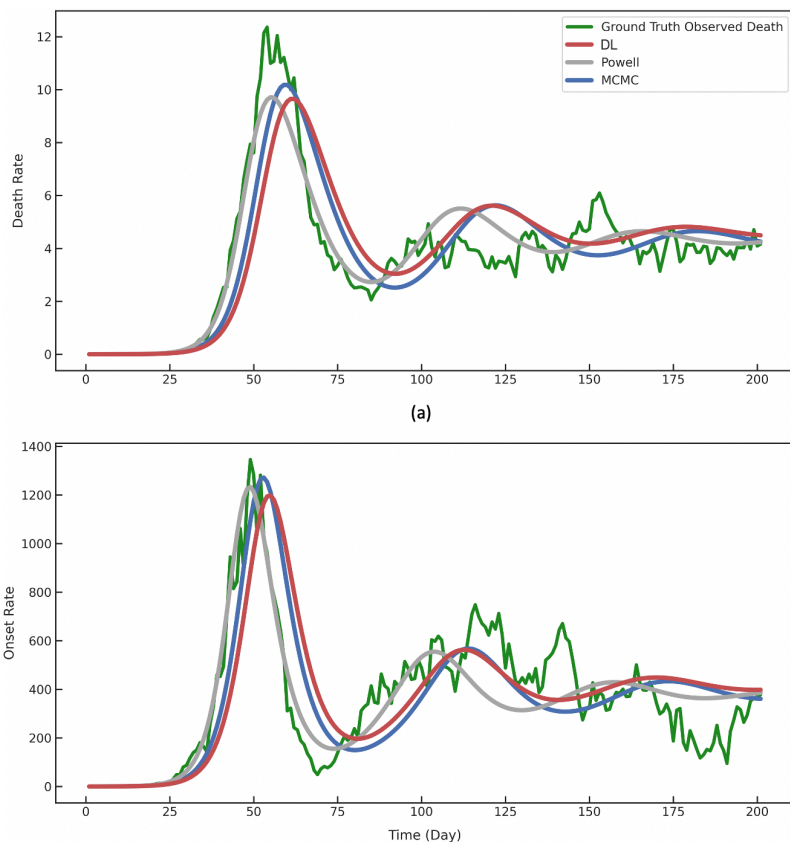 12
10
8
6
4
2
0
Death Rate
Ground Truth Observed Death
DL
Powell
MCMC
0 25 50 75 100 125 150 175 200
(a)
1400
1200
1000
800
600
400
200
0
Onset Rate
0 25 50 75 100 125 150 175 200
Time (Day)